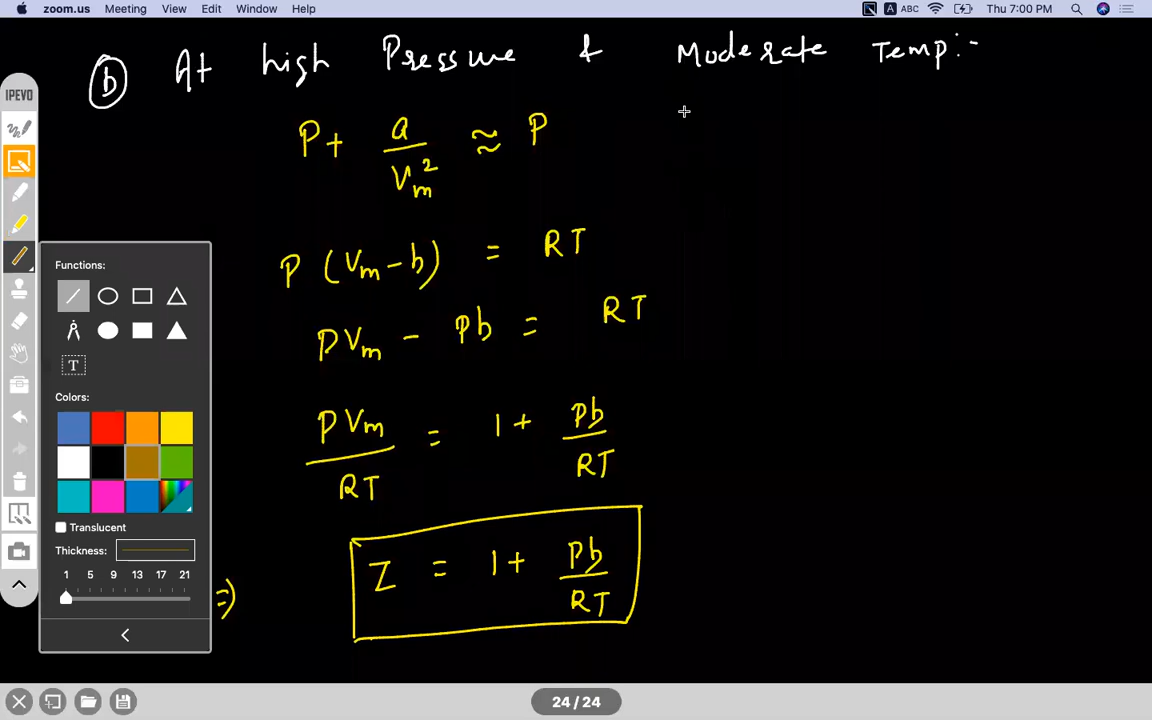 zoom.us Meeting View Edit Window Help
A ABC Thu 7:00 PM
(b) At high Pressure & Moderate Temp:-
IPEVO
P + a/Vm² ≈ P
P (Vm - b) = RT
PVm - Pb = RT
PVm/RT = 1 + Pb/RT
=> Z = 1 + Pb/RT
Functions:
T
Colors:
Translucent
Thickness:
1 5 9 13 17 21
24 / 24